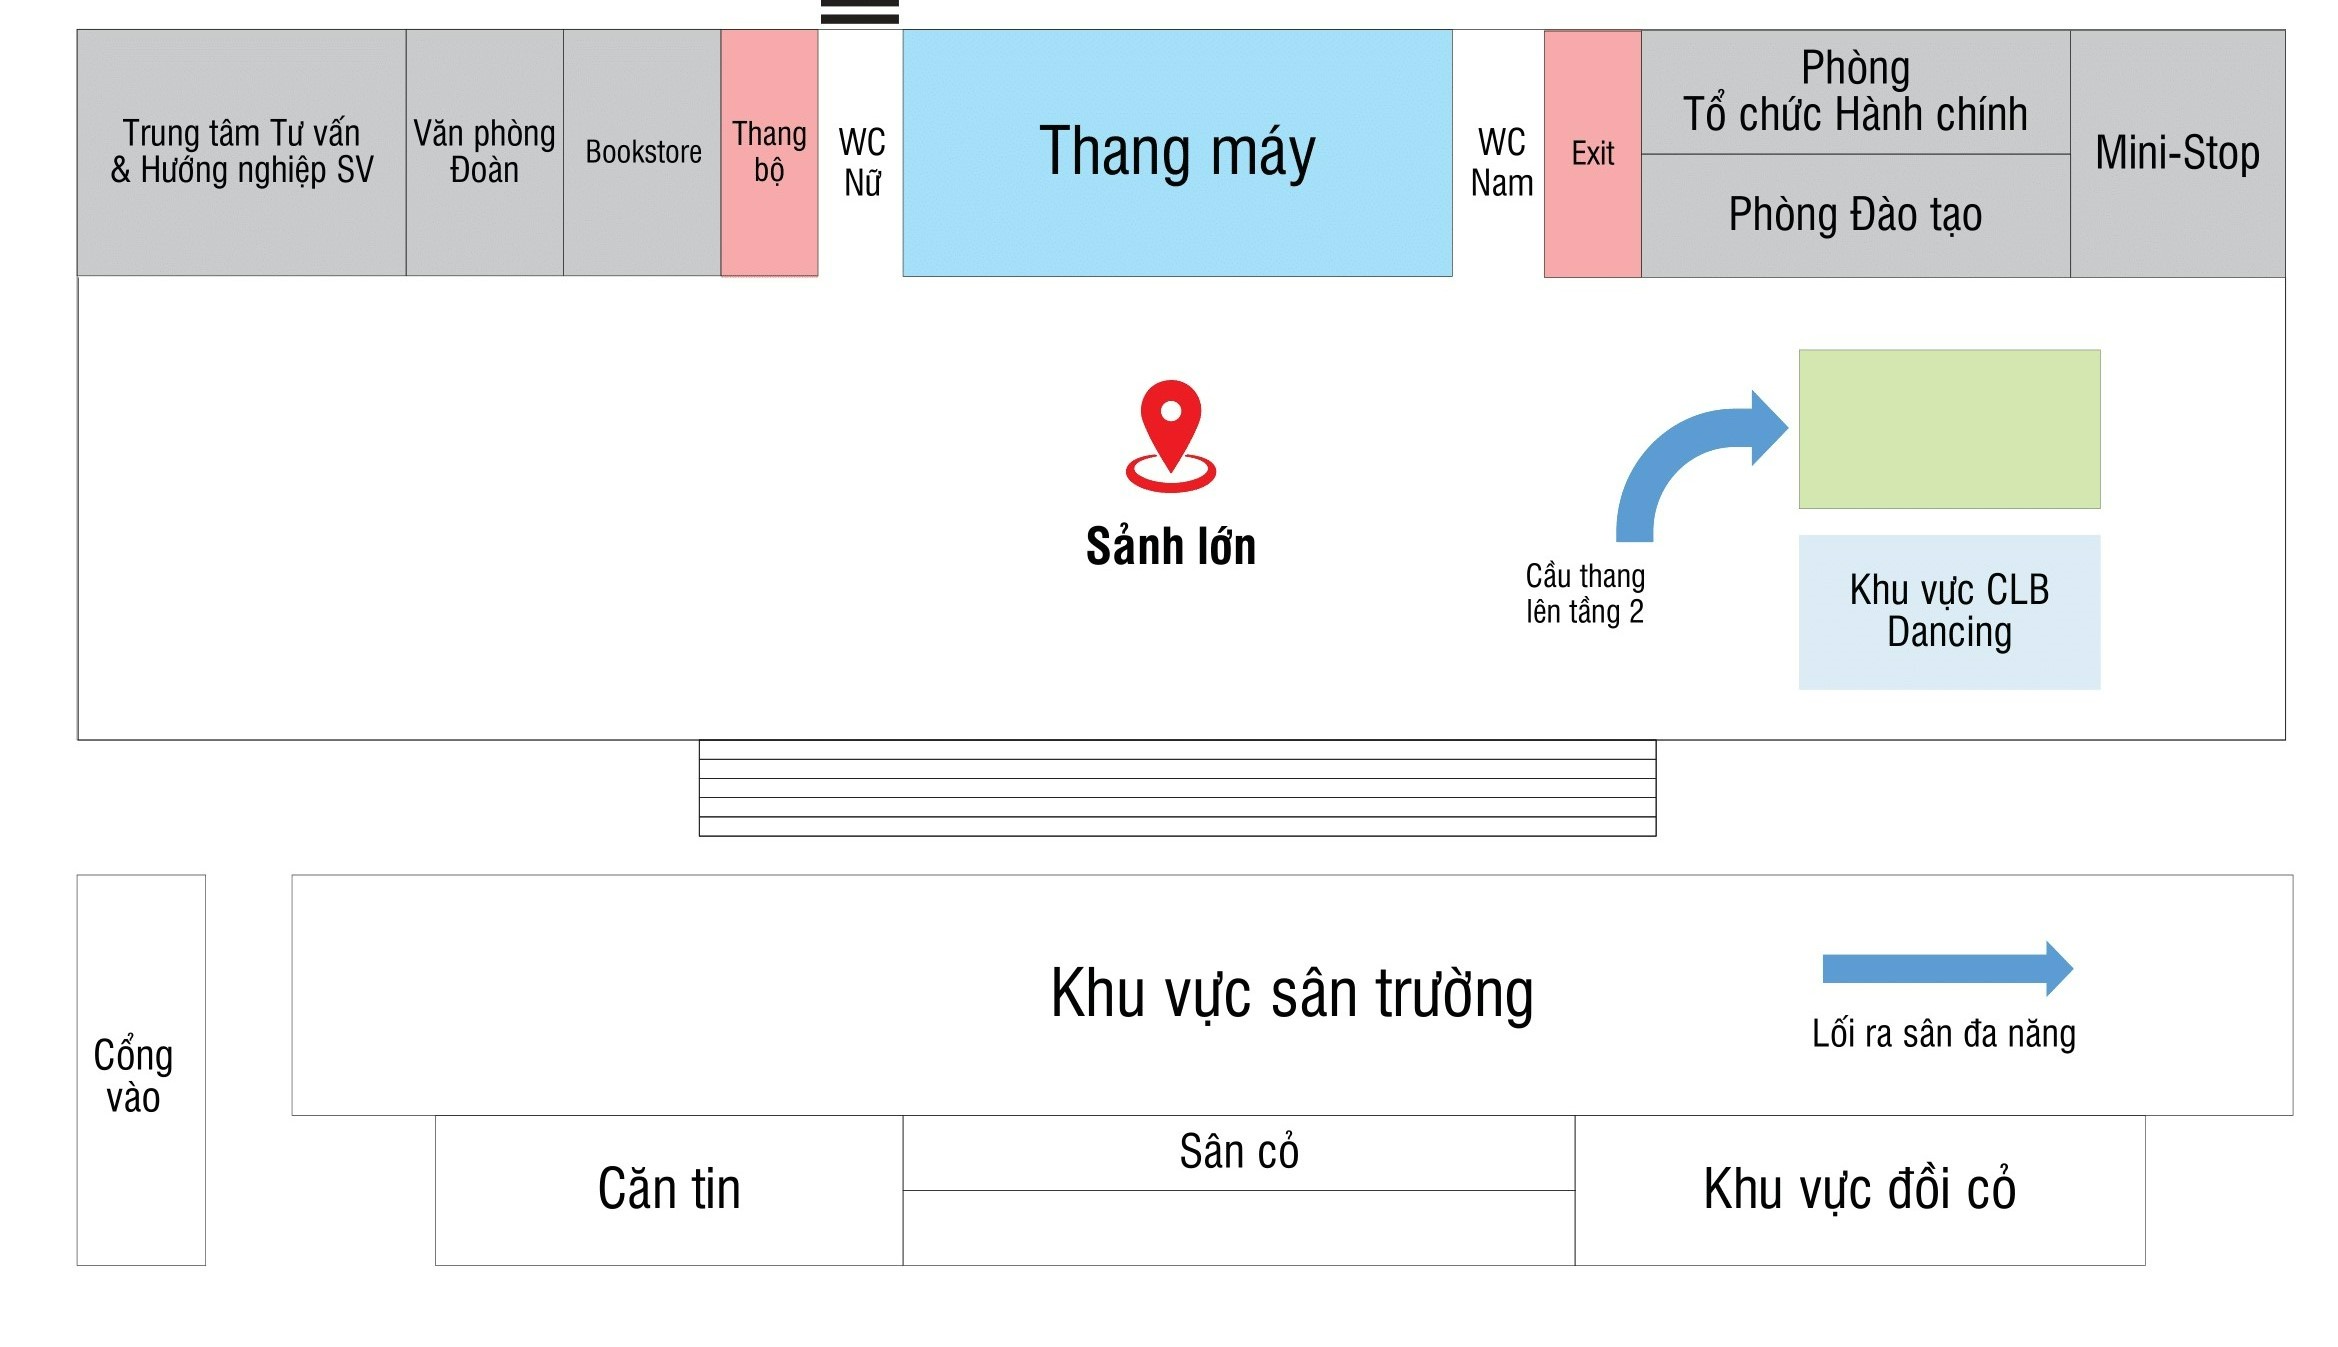 Trung tâm Tư vấn
& Hướng nghiệp SV
Văn phòng
Đoàn
Bookstore
Thang
bộ
WC
Nữ
Thang máy
WC
Nam
Exit
Phòng
Tổ chức Hành chính
Phòng Đào tạo
Mini-Stop
Sảnh lớn
Cầu thang
lên tầng 2
Khu vực CLB
Dancing
Cổng
vào
Khu vực sân trường
Lối ra sân đa năng
Căn tin
Sân cỏ
Khu vực đồi cỏ